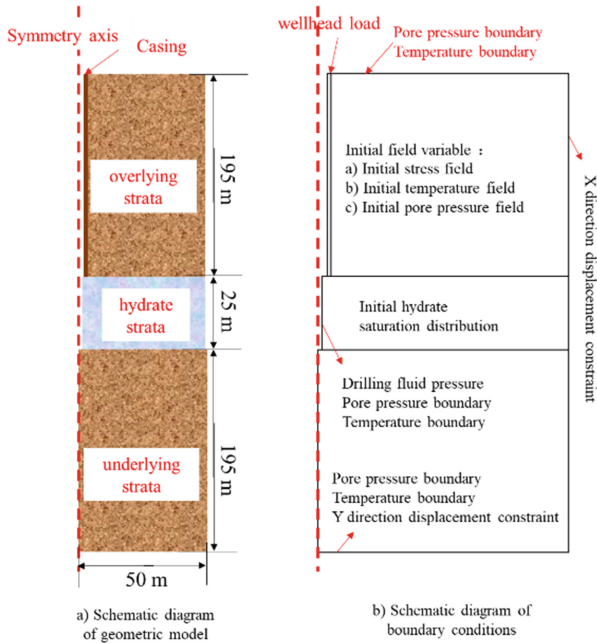 Symmetry axis
Casing
overlying
strata
195 m
hydrate
strata
25 m
underlying
strata
195 m
50 m
a) Schematic diagram
of geometric model
wellhead load
Pore pressure boundary
Temperature boundary
Initial field variable :
a) Initial stress field
b) Initial temperature field
c) Initial pore pressure field
X direction displacement constraint
Initial hydrate
saturation distribution
Drilling fluid pressure
Pore pressure boundary
Temperature boundary
Pore pressure boundary
Temperature boundary
Y direction displacement constraint
b) Schematic diagram of
boundary conditions